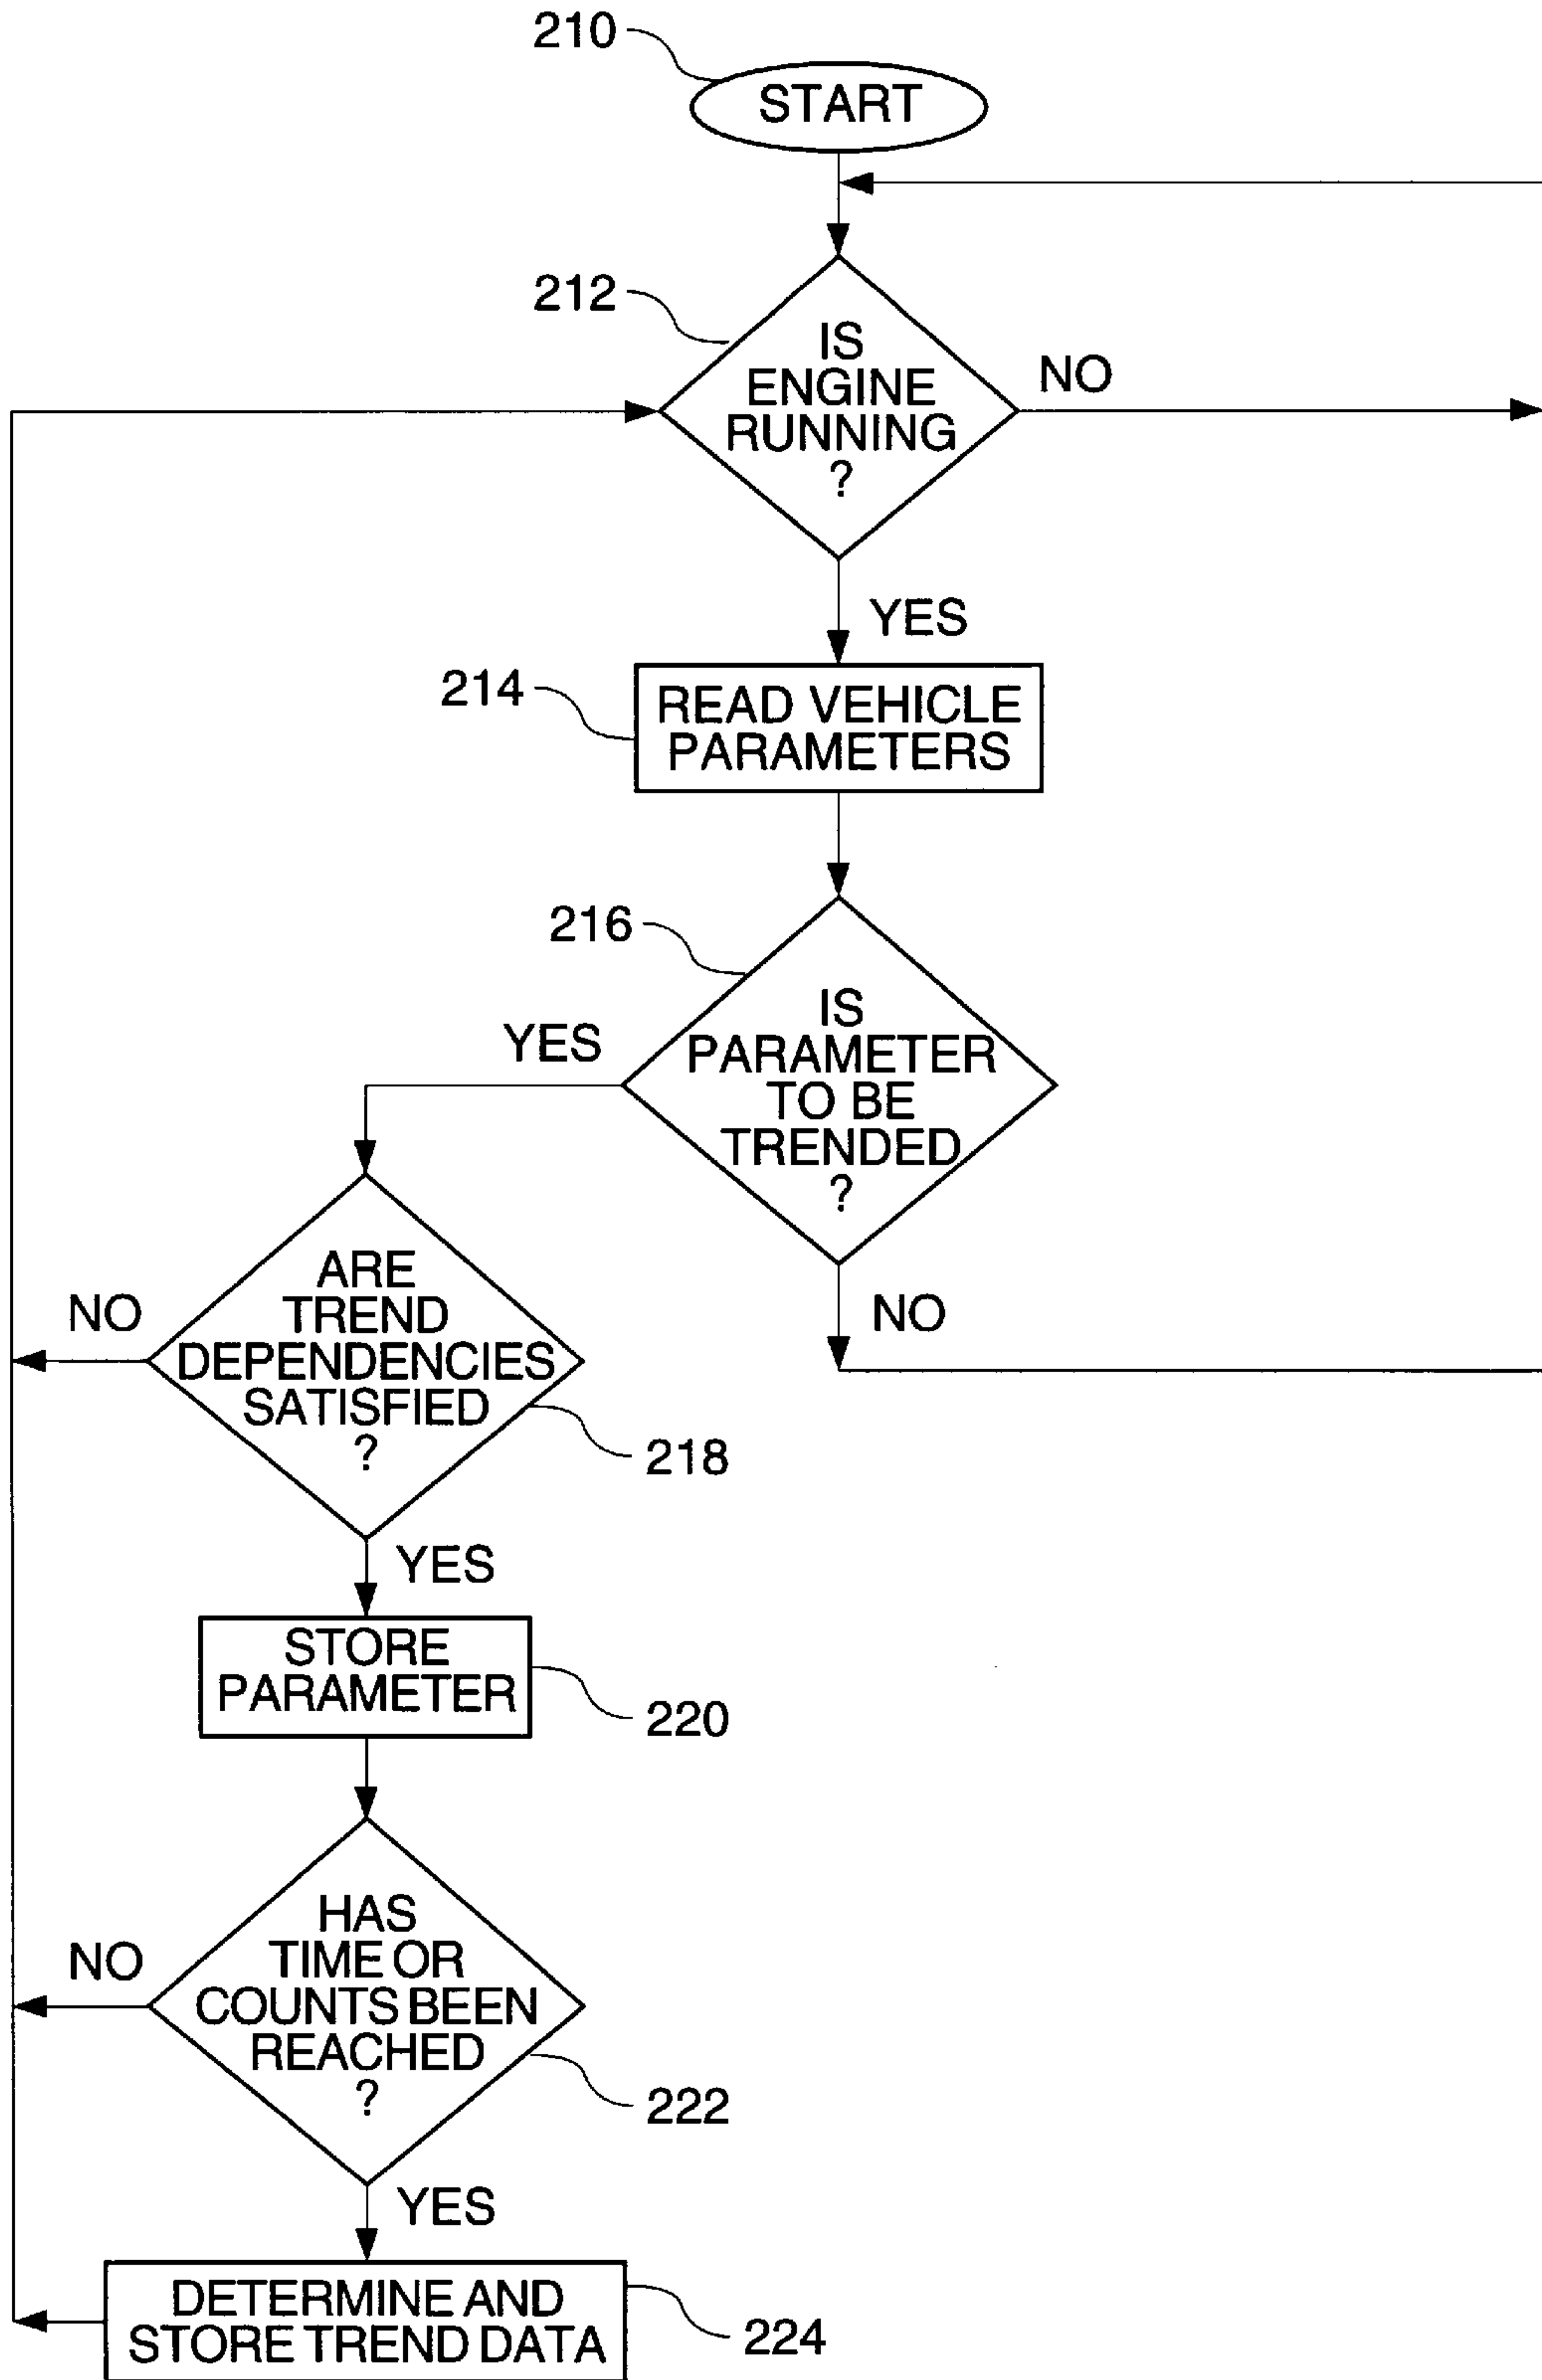 210
START
212
IS
ENGINE
RUNNING
?
NO
YES
214
READ VEHICLE
PARAMETERS
216
IS
PARAMETER
TO BE
TRENDED
?
YES
NO
ARE
TREND
DEPENDENCIES
SATISFIED
?
NO
218
YES
STORE
PARAMETER
220
HAS
TIME OR
COUNTS BEEN
REACHED
?
NO
222
YES
DETERMINE AND
STORE TREND DATA
224